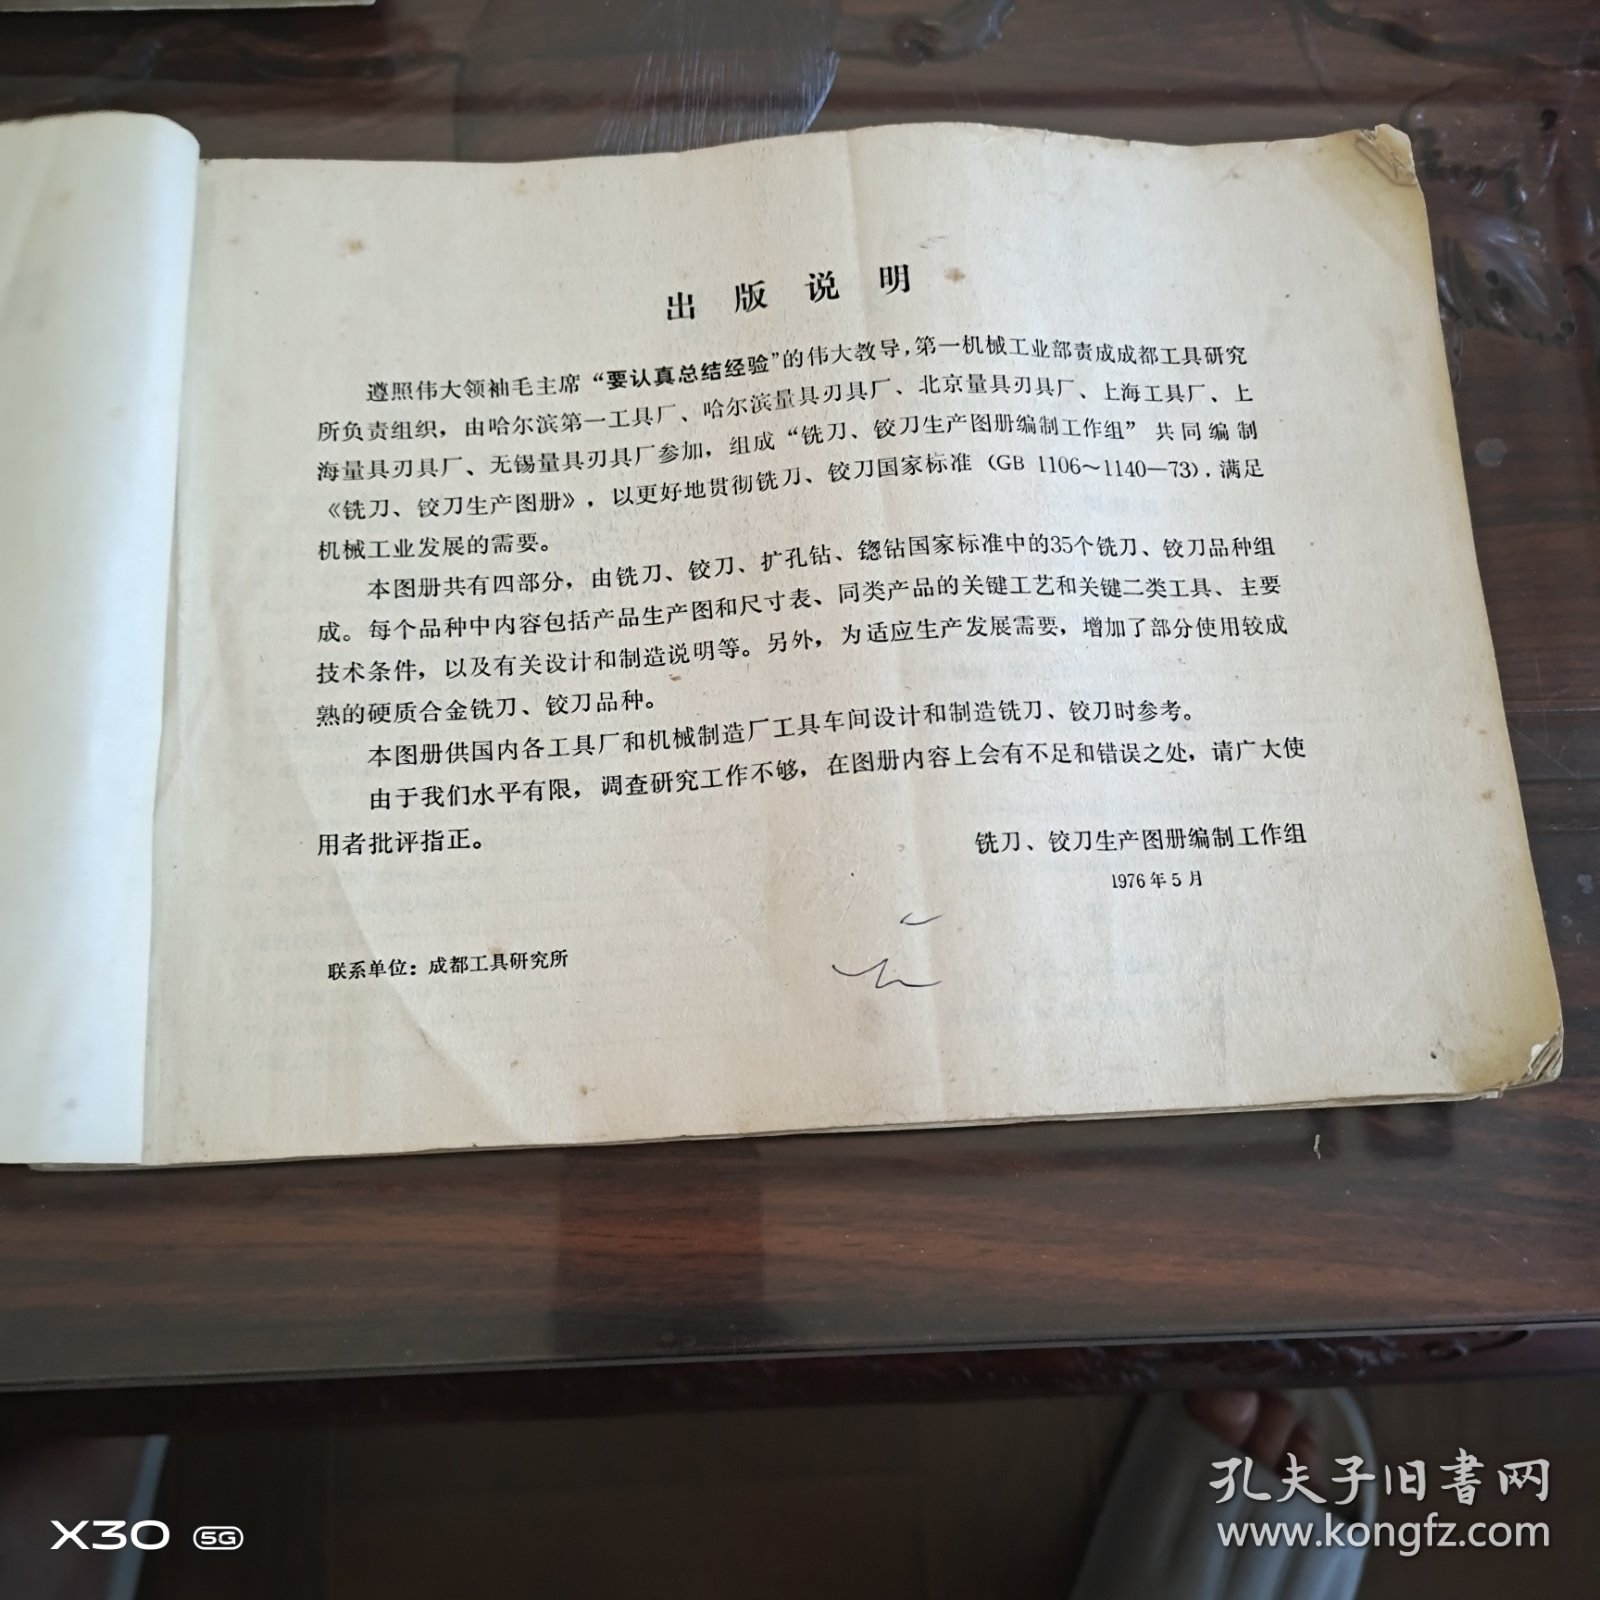 出版说明
遵照伟大领袖毛主席“要认真总结经验”的伟大教导，第一机械工业部责成成都工具研究
所负责组织，由哈尔滨第一工具厂、哈尔滨量具刃具厂、北京量具刃具厂、上海工具厂、上
海量具刃具厂、无锡量具刃具厂参加，组成“铣刀、铰刀生产图册编制工作组”共同编制
《铣刀、铰刀生产图册》，以更好地贯彻铣刀、铰刀国家标准（GB 1106～1140—73），满足
机械工业发展的需要。
本图册共有四部分，由铣刀、铰刀、扩孔钻、锪钻国家标准中的35个铣刀、铰刀品种组
成。每个品种中内容包括产品生产图和尺寸表、同类产品的关键工艺和关键二类工具、主要
技术条件，以及有关设计和制造说明等。另外，为适应生产发展需要，增加了部分使用较成
熟的硬质合金铣刀、铰刀品种。
本图册供国内各工具厂和机械制造厂工具车间设计和制造铣刀、铰刀时参考。
由于我们水平有限，调查研究工作不够，在图册内容上会有不足和错误之处，请广大使
用者批评指正。
铣刀、铰刀生产图册编制工作组
1976年5月
联系单位：成都工具研究所
X30 5G
孔夫子旧书网
www.kongfz.com